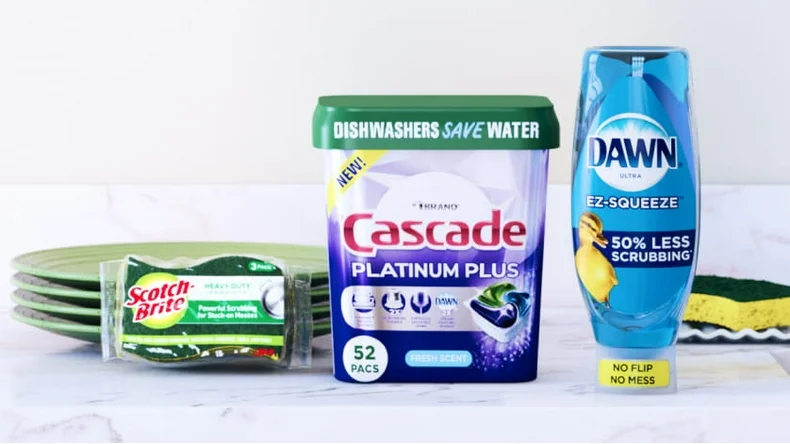 DISHWASHERS SAVE WATER
NEW!
BRAND
Cascade
PLATINUM PLUS
DAWN
52
PACS
FRESH SCENT
3 PACK
Scotch-
Brite
HEAVY DUTY
Powerful Scrubbing
for Stuck-on Messes
DAWN
ULTRA
EZ-SQUEEZE
50% LESS
SCRUBBING*
NO FLIP
NO MESS